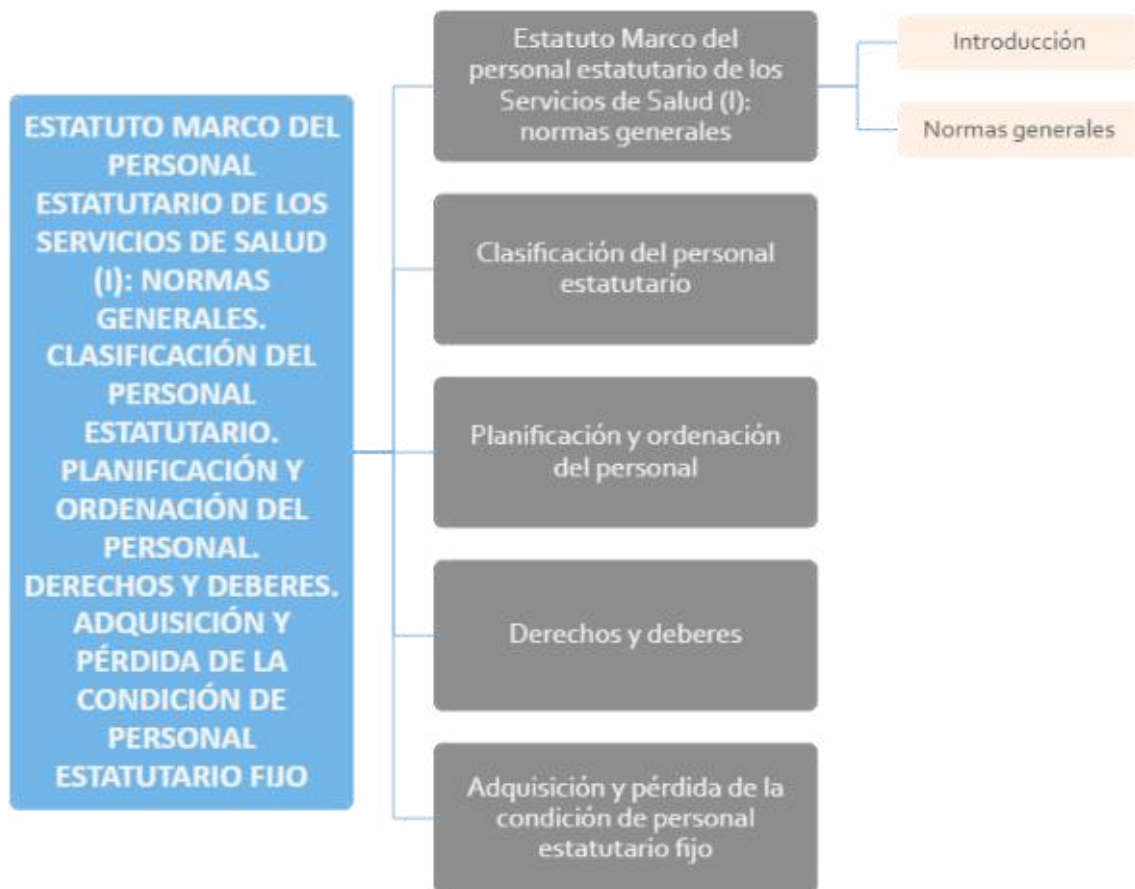 ESTATUTO MARCO DEL
PERSONAL
ESTATUTARIO DE LOS
SERVICIOS DE SALUD
(I): NORMAS
GENERALES.
CLASIFICACIÓN DEL
PERSONAL
ESTATUTARIO.
PLANIFICACIÓN Y
ORDENACIÓN DEL
PERSONAL.
DERECHOS Y DEBERES.
ADQUISICIÓN Y
PÉRDIDA DE LA
CONDICIÓN DE
PERSONAL
ESTATUTARIO FIJO
Estatuto Marco del
personal estatutario de los
Servicios de Salud (I):
normas generales
Introducción
Normas generales
Clasificación del personal
estatutario
Planificación y ordenación
del personal
Derechos y deberes
Adquisición y pérdida de la
condición de personal
estatutario fijo